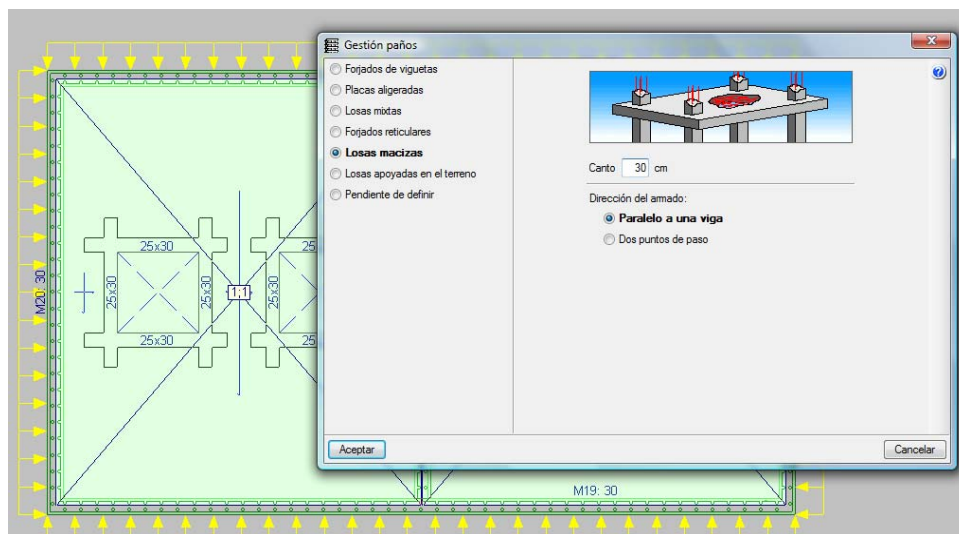 Gestión paños
Forjados de viguetas
Placas aligeradas
Losas mixtas
Forjados reticulares
Losas macizas
Losas apoyadas en el terreno
Pendiente de definir
Canto 30 cm
Dirección del armado:
Paralelo a una viga
Dos puntos de paso
Aceptar
Cancelar
25x30
25
M20: 30
25x30
25x30
1;1
25x30
25x30
25
M19: 30